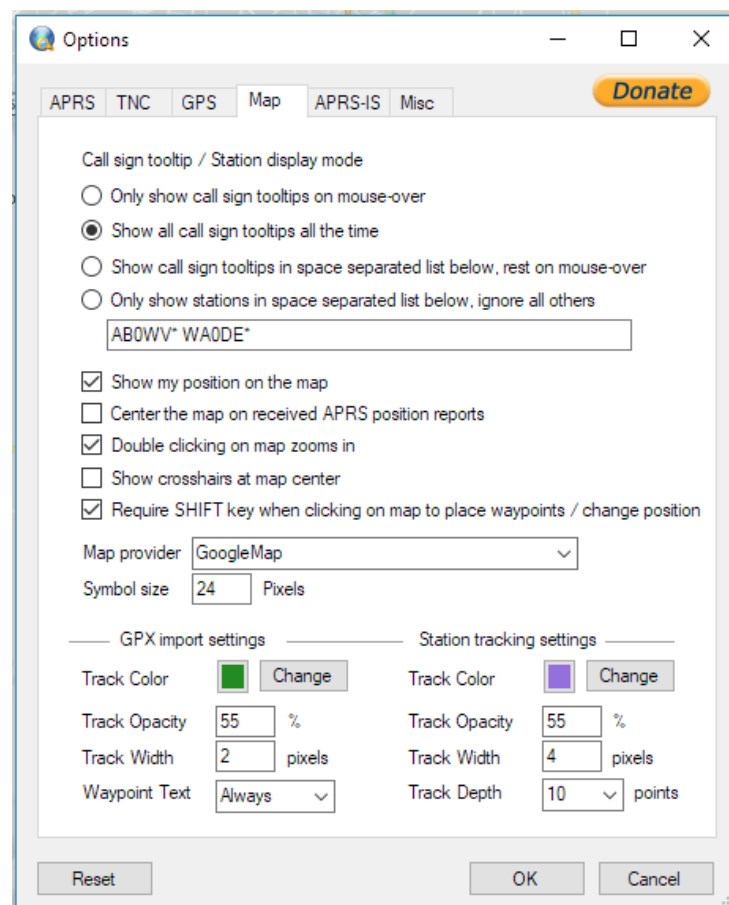 Options
Donate
APRS TNC GPS Map APRS-IS Misc
Call sign tooltip / Station display mode
Only show call sign tooltips on mouse-over
Show all call sign tooltips all the time
Show call sign tooltips in space separated list below, rest on mouse-over
Only show stations in space separated list below, ignore all others
AB0WV* WA0DE*
Show my position on the map
Center the map on received APRS position reports
Double clicking on map zooms in
Show crosshairs at map center
Require SHIFT key when clicking on map to place waypoints / change position
Map provider GoogleMap
Symbol size 24 Pixels
GPX import settings
Track Color Change
Track Opacity 55 %
Track Width 2 pixels
Waypoint Text Always
Station tracking settings
Track Color Change
Track Opacity 55 %
Track Width 4 pixels
Track Depth 10 points
Reset OK Cancel